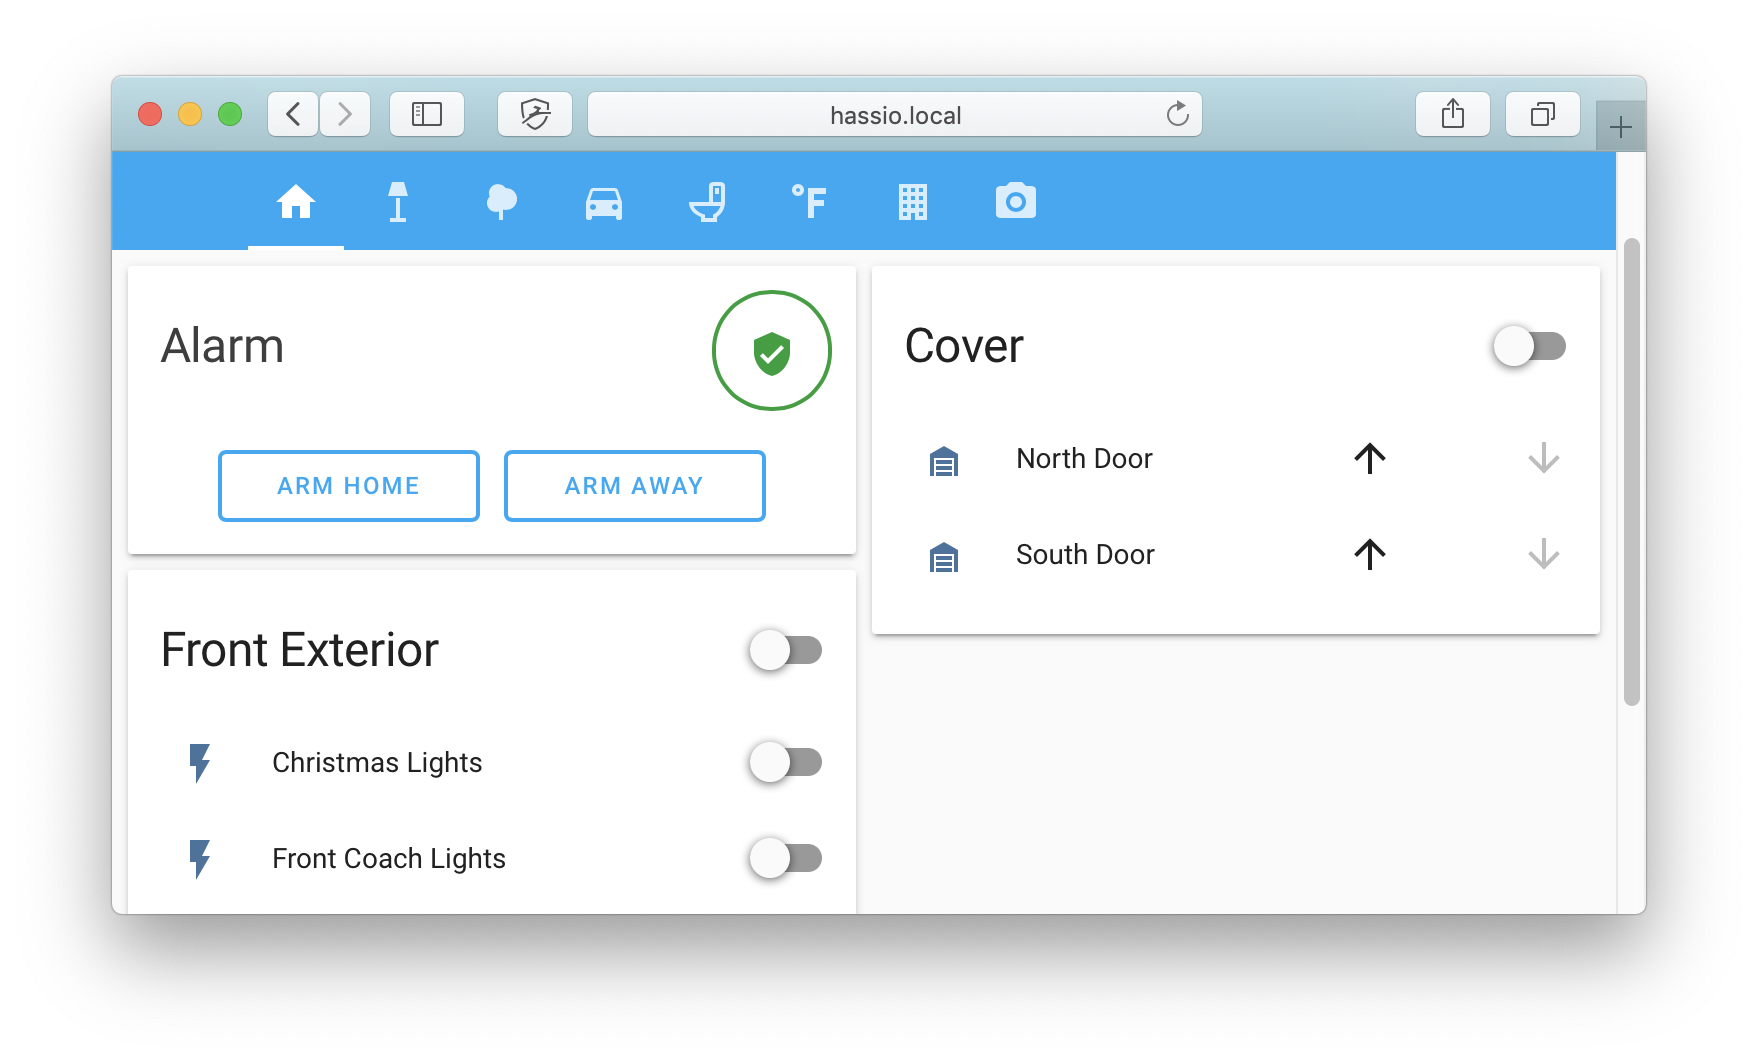 hassio.local
°F
Alarm
ARM HOME
ARM AWAY
Front Exterior
Christmas Lights
Front Coach Lights
Cover
North Door
South Door